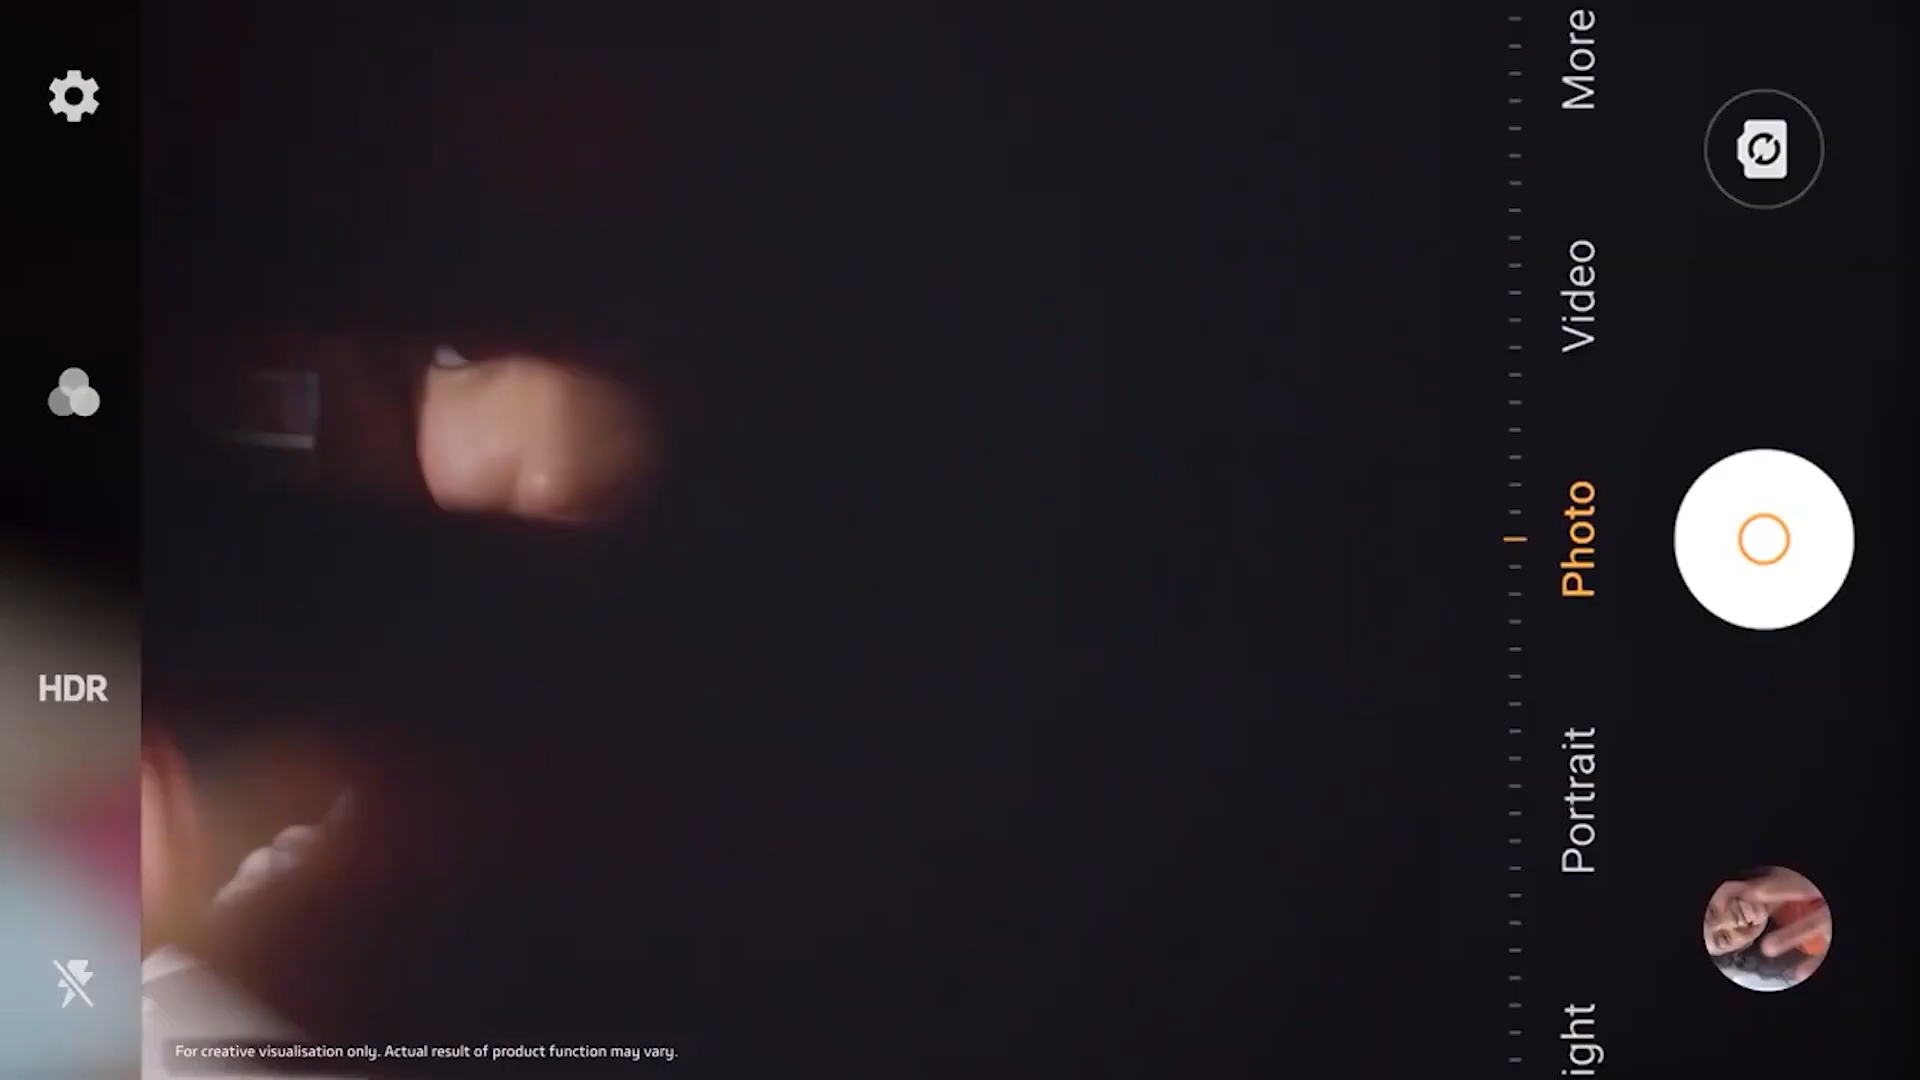 More
Video
Photo
Portrait
ight
HDR
For creative visualisation only. Actual result of product function may vary.